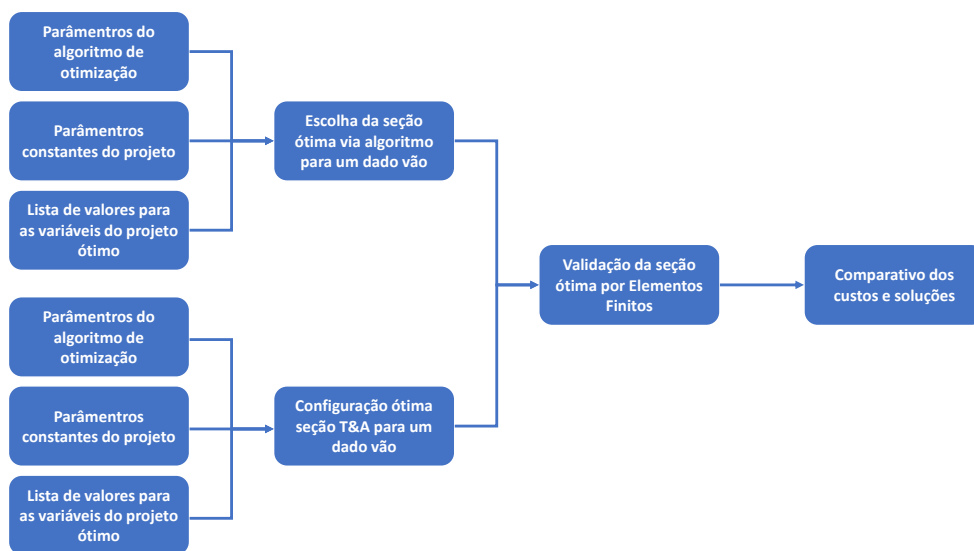 Parâmentros do
algoritmo de
otimização
Parâmentros
constantes do projeto
Lista de valores para
as variáveis do projeto
ótimo
Escolha da seção
ótima via algoritmo
para um dado vão
Parâmentros do
algoritmo de
otimização
Parâmentros
constantes do projeto
Lista de valores para
as variáveis do projeto
ótimo
Configuração ótima
seção T&A para um
dado vão
Validação da seção
ótima por Elementos
Finitos
Comparativo dos
custos e soluções